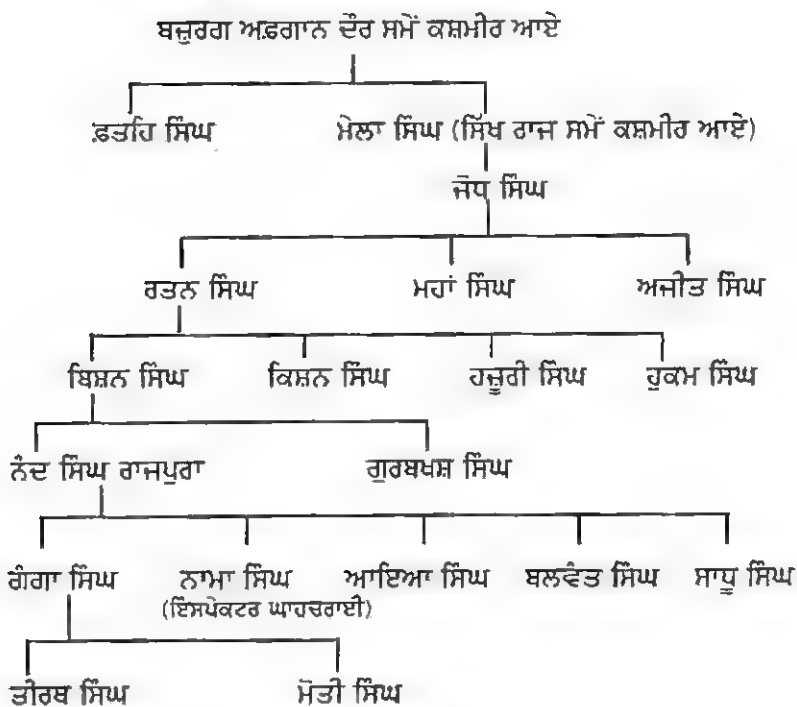 ਬਜ਼ੁਰਗ ਅਫ਼ਗਾਨ ਦੌਰ ਸਮੇਂ ਕਸ਼ਮੀਰ ਆਏ
ਫ਼ਤਹਿ ਸਿੰਘ ਮੇਲਾ ਸਿੰਘ (ਸਿੱਖ ਰਾਜ ਸਮੇਂ ਕਸ਼ਮੀਰ ਆਏ)
ਜੋਧ ਸਿੰਘ
ਰਤਨ ਸਿੰਘ ਮਹਾਂ ਸਿੰਘ ਅਜੀਤ ਸਿੰਘ
ਬਿਸ਼ਨ ਸਿੰਘ ਕਿਸ਼ਨ ਸਿੰਘ ਹਜ਼ੂਰੀ ਸਿੰਘ ਹੁਕਮ ਸਿੰਘ
ਨੰਦ ਸਿੰਘ ਰਾਜਪੁਰਾ ਗੁਰਬਖਸ਼ ਸਿੰਘ
ਗੰਗਾ ਸਿੰਘ ਨਾਮਾ ਸਿੰਘ ਆਇਆ ਸਿੰਘ ਬਲਵੰਤ ਸਿੰਘ ਸਾਧੂ ਸਿੰਘ
(ਇੰਸਪੇਕਟਰ ਘਾਹਚਰਾਈ)
ਤੀਰਥ ਸਿੰਘ ਮੋਤੀ ਸਿੰਘ